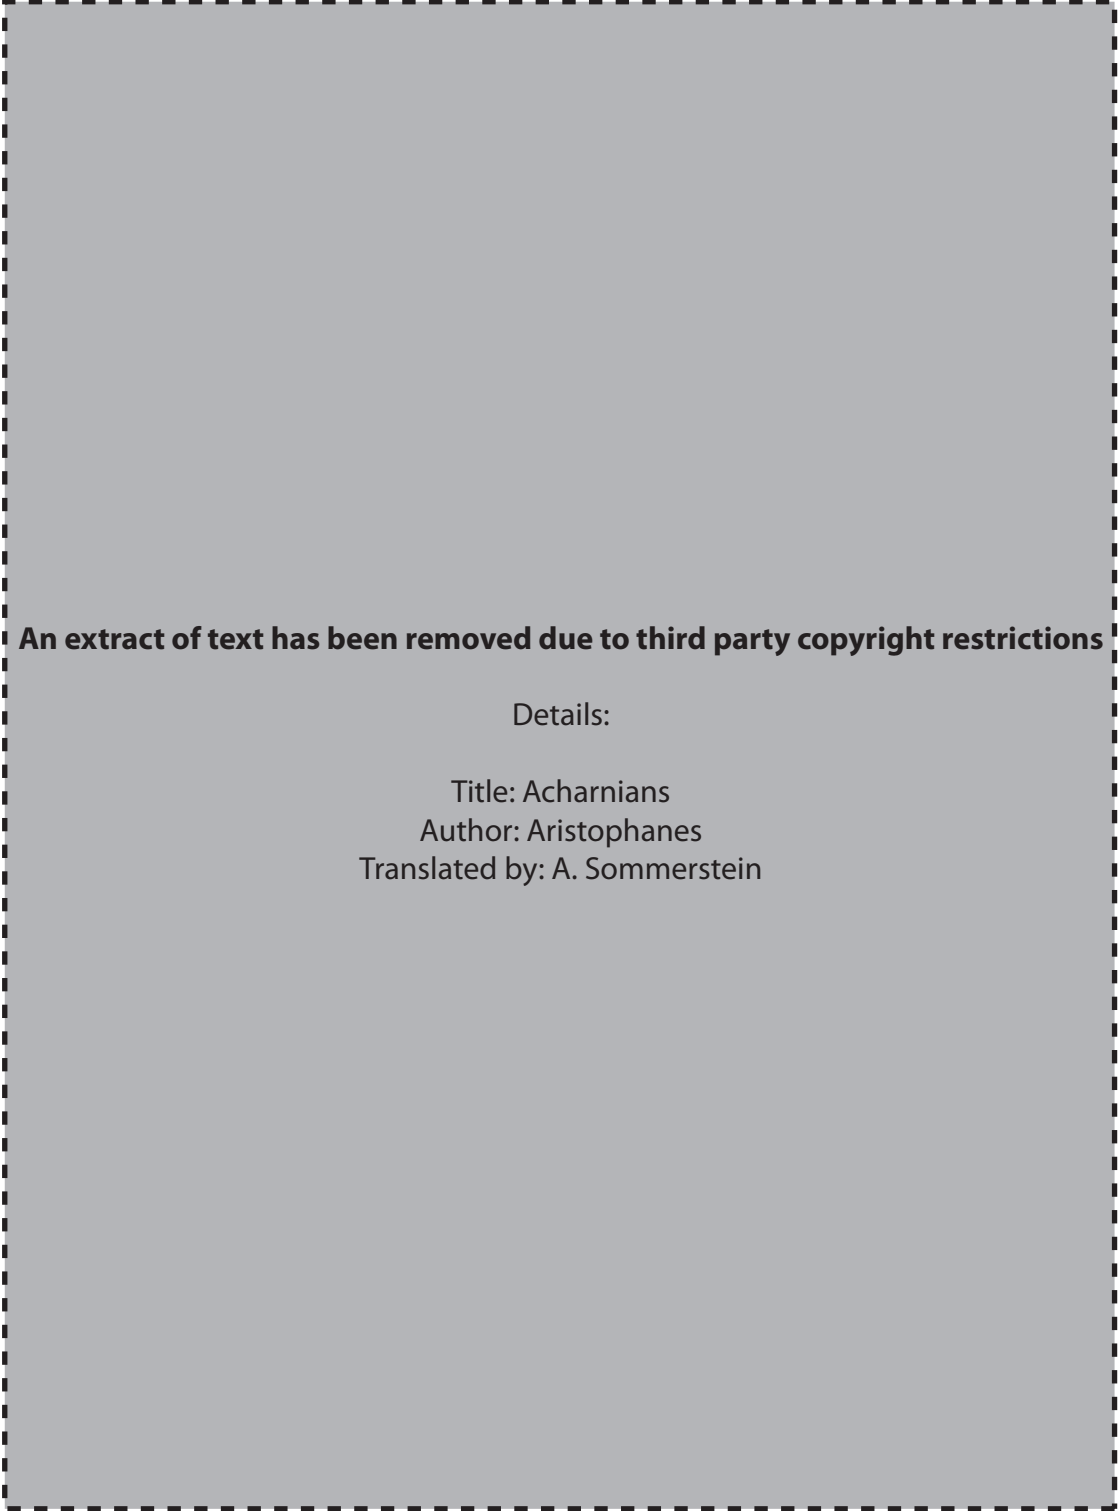 An extract of text has been removed due to third party copyright restrictions
Details:
Title: Acharnians
Author: Aristophanes
Translated by: A. Sommerstein